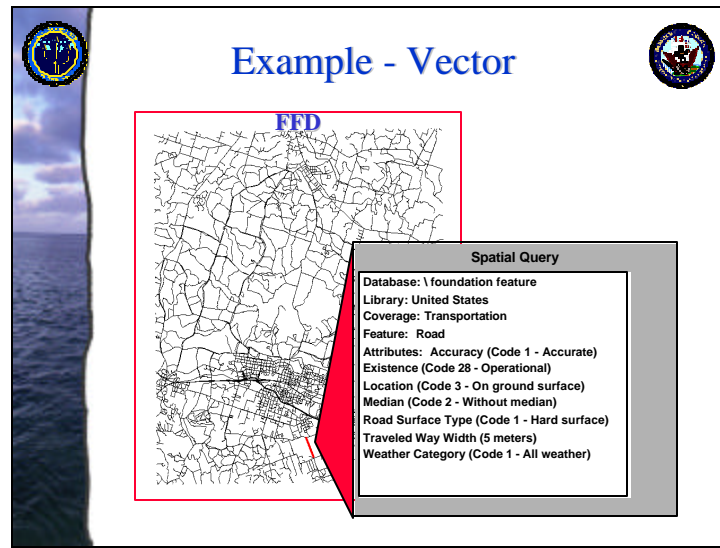 Example - Vector
FFD
Spatial Query
Database: \ foundation feature
Library: United States
Coverage: Transportation
Feature:  Road
Attributes:  Accuracy (Code 1 - Accurate)
Existence (Code 28 - Operational)
Location (Code 3 - On ground surface)
Median (Code 2 - Without median)
Road Surface Type (Code 1 - Hard surface)
Traveled Way Width (5 meters)
Weather Category (Code 1 - All weather)